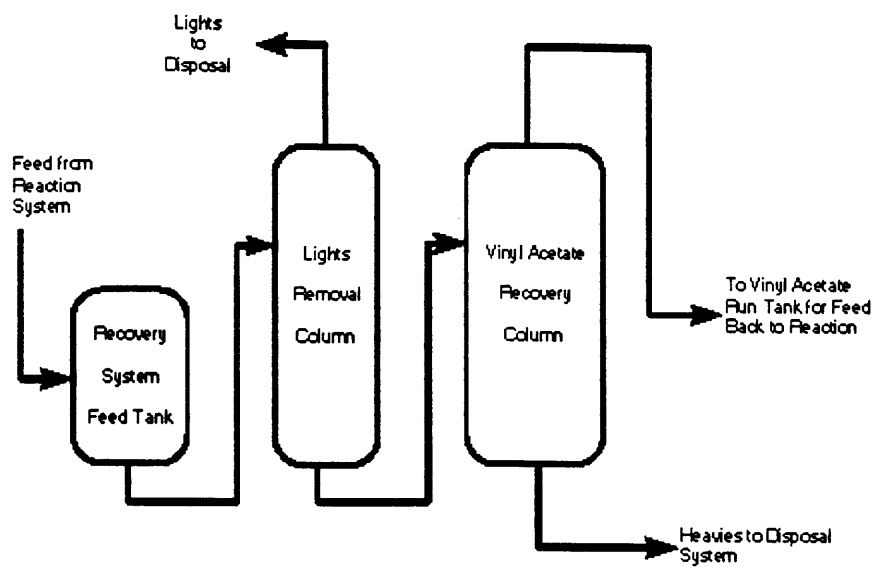 Lights
to
Disposal
Feed from
Reaction
System
Recovery
System
Feed Tank
Lights
Removal
Column
Vinyl Acetate
Recovery
Column
To Vinyl Acetate
Run Tank for Feed
Back to Reaction
Heavies to Disposal
System